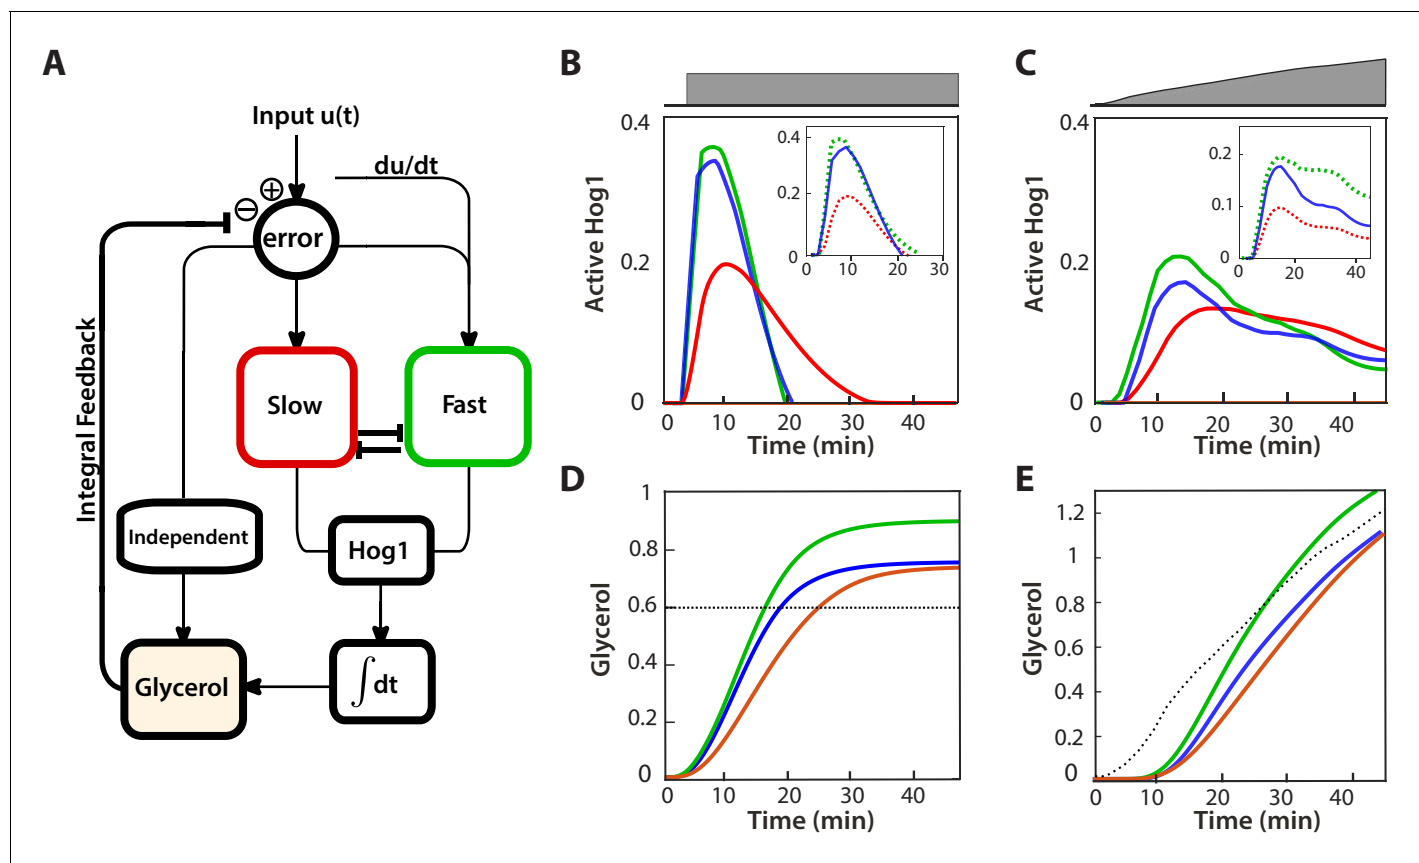 A
Input u(t)
du/dt
⊕
⊖
error
Integral Feedback
Slow
Fast
Independent
Hog1
Glycerol
∫dt
B
0.4
0.2
0
Active Hog1
10
20
30
40
Time (min)
0.4
0.2
0
0
10
20
30
C
0.4
0.2
0
Active Hog1
0
10
20
30
40
Time (min)
0.2
0.1
0
0
20
40
D
1
0.8
0.6
0.4
0.2
0
Glycerol
0
10
20
30
40
Time (min)
E
1.2
1
0.8
0.6
0.4
0.2
0
Glycerol
0
10
20
30
40
Time (min)